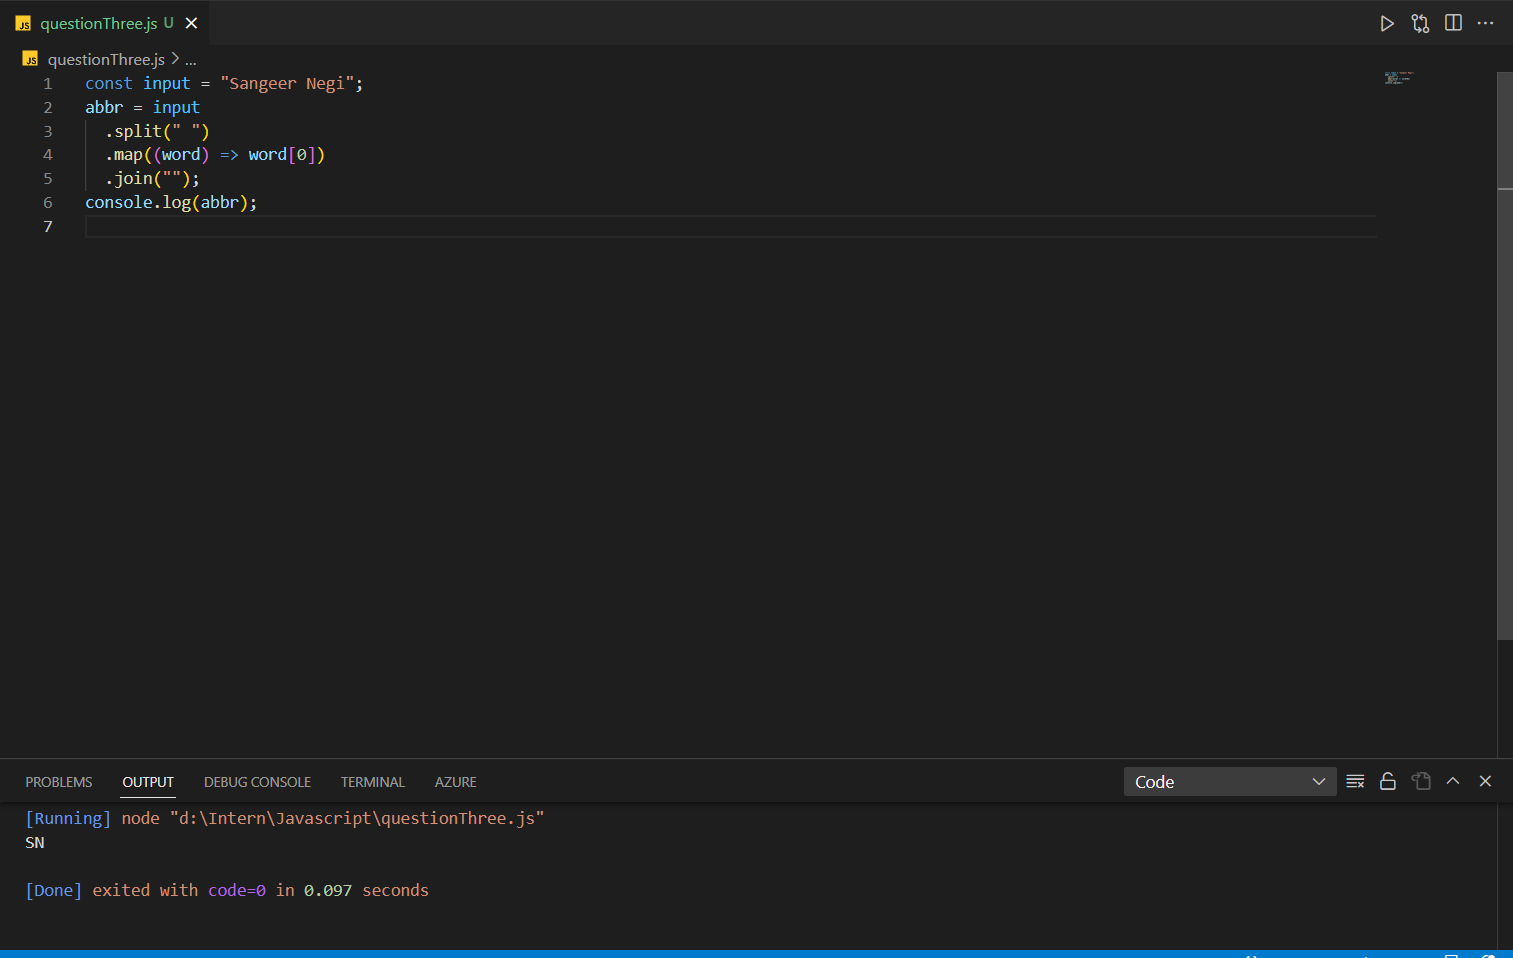 JS questionThree.js U
JS questionThree.js > ...
1 const input = "Sangeer Negi";
2 abbr = input
3   .split(" ")
4   .map((word) => word[0])
5   .join("");
6 console.log(abbr);
7
PROBLEMS OUTPUT DEBUG CONSOLE TERMINAL AZURE Code
[Running] node "d:\Intern\Javascript\questionThree.js"
SN
[Done] exited with code=0 in 0.097 seconds